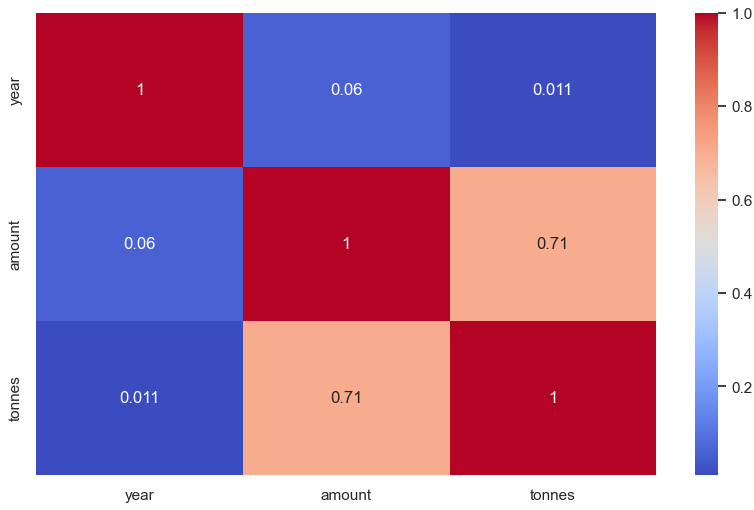 year 1 0.06 0.011
amount 0.06 1 0.71
tonnes 0.011 0.71 1
year amount tonnes
1.0
0.8
0.6
0.4
0.2